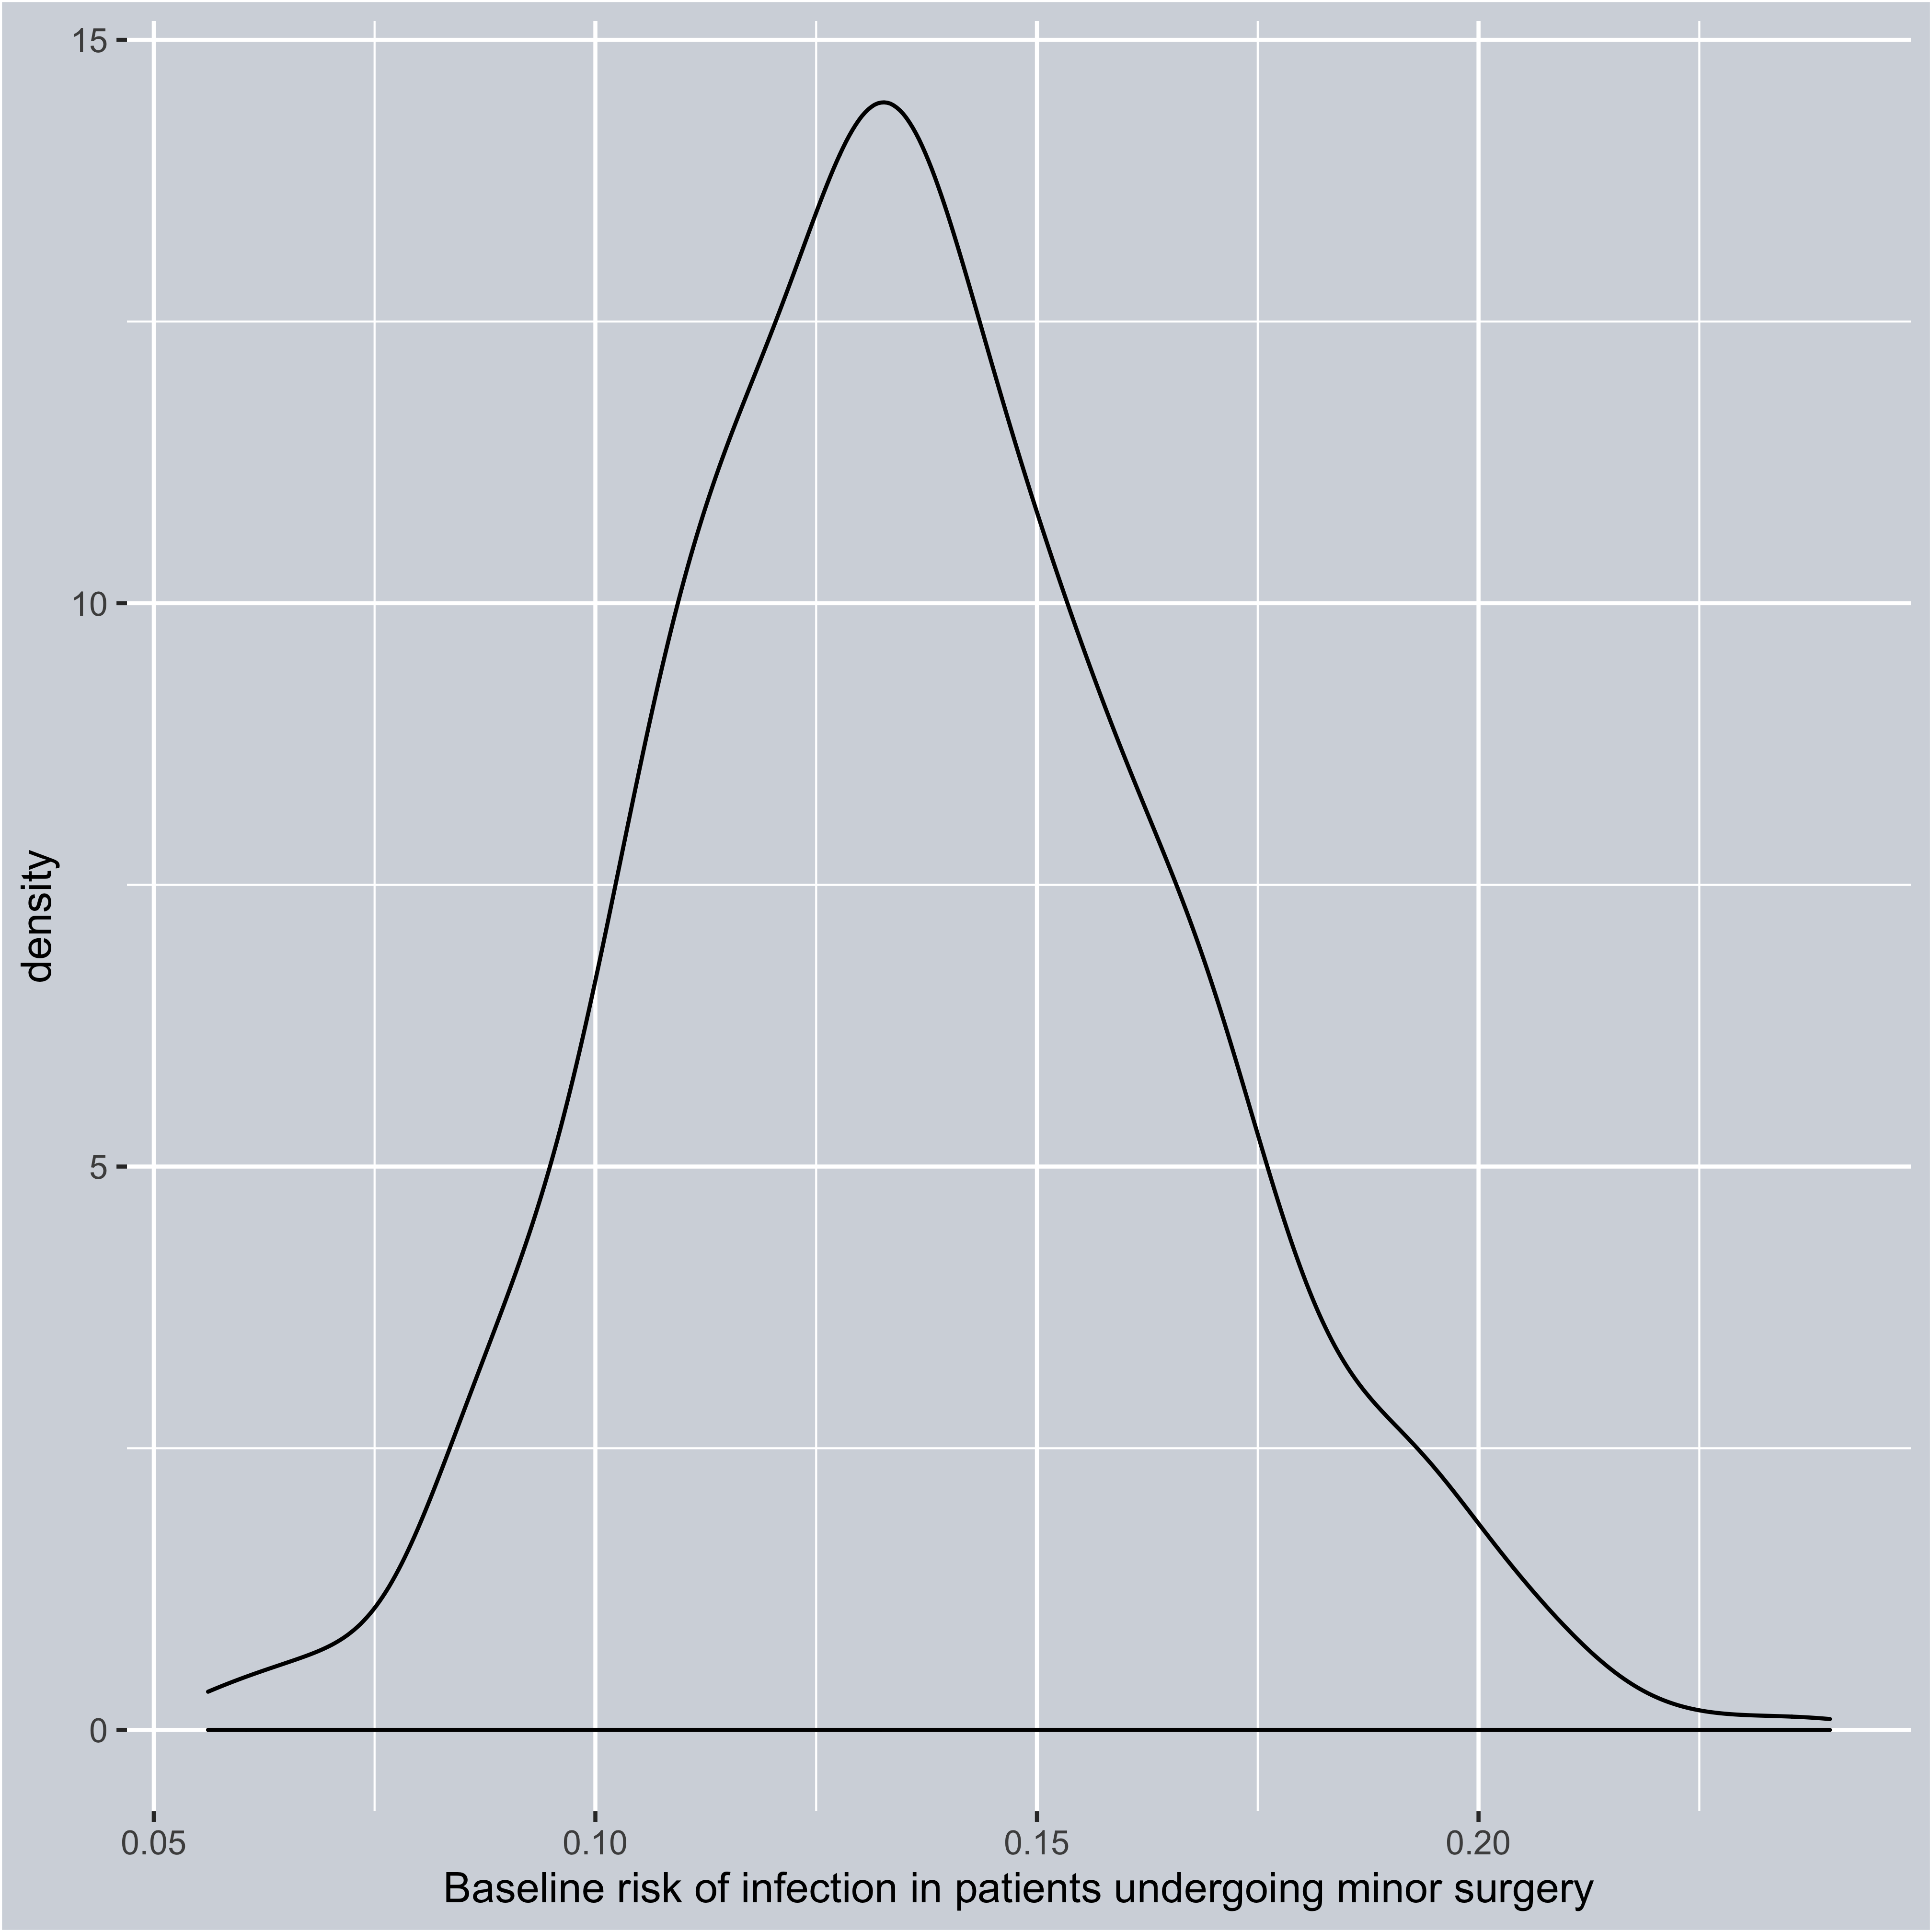 15
10
5
0
density
0.05 0.10 0.15 0.20
Baseline risk of infection in patients undergoing minor surgery